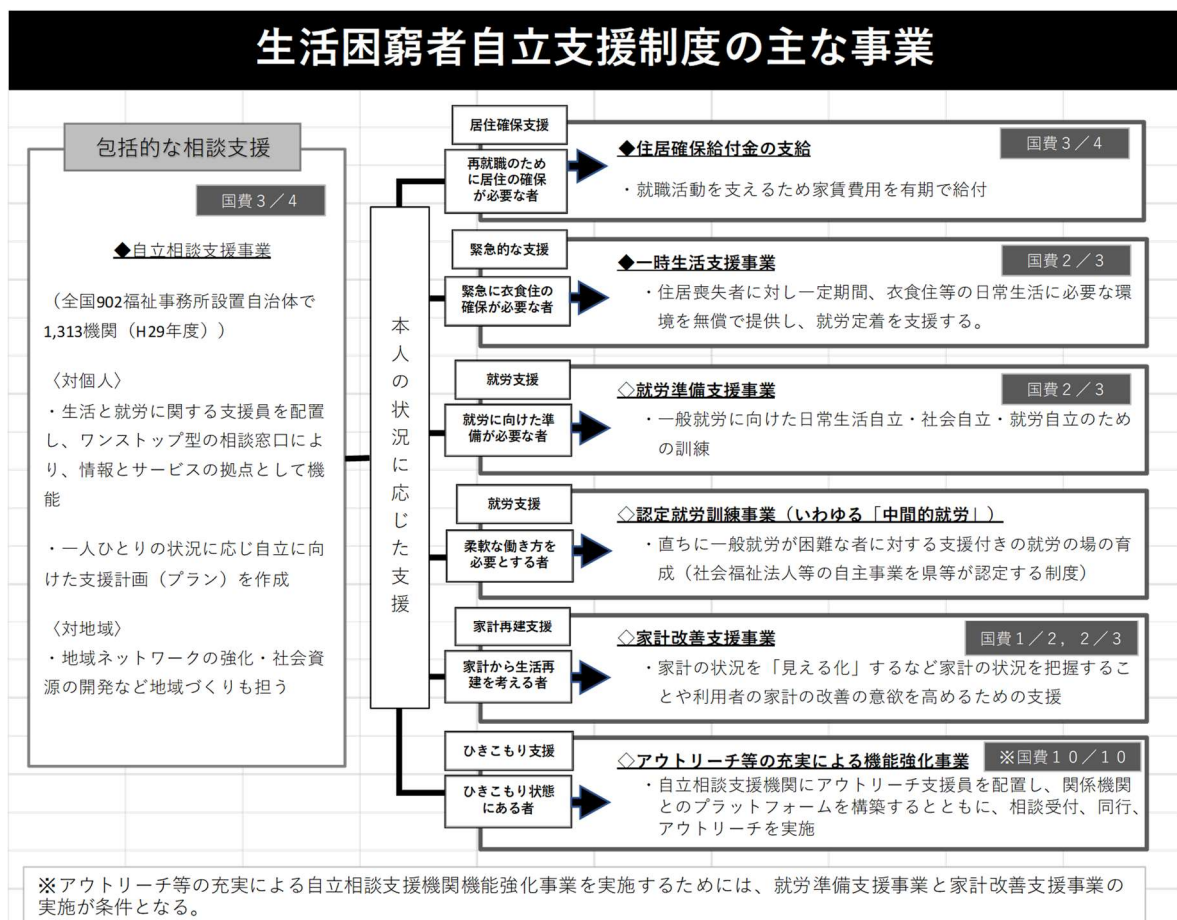 生活困窮者自立支援制度の主な事業
包括的な相談支援
国費3/4
◆自立相談支援事業
(全国902福祉事務所設置自治体で
1,313機関(H29年度))
〈対個人〉
・生活と就労に関する支援員を配置
し、ワンストップ型の相談窓口によ
り、情報とサービスの拠点として機
能
・一人ひとりの状況に応じ自立に向
けた支援計画(プラン)を作成
〈対地域〉
・地域ネットワークの強化・社会資
源の開発など地域づくりも担う
本人の状況に応じた支援
居住確保支援
再就職のため
に居住の確保
が必要な者
◆住居確保給付金の支給
国費3/4
・就職活動を支えるため家賃費用を有期で給付
緊急的な支援
緊急に衣食住の
確保が必要な者
◆一時生活支援事業
国費2/3
・住居喪失者に対し一定期間、衣食住等の日常生活に必要な環
境を無償で提供し、就労定着を支援する。
就労支援
就労に向けた準
備が必要な者
◇就労準備支援事業
国費2/3
・一般就労に向けた日常生活自立・社会自立・就労自立のため
の訓練
就労支援
柔軟な働き方を
必要とする者
◇認定就労訓練事業(いわゆる「中間的就労」)
・直ちに一般就労が困難な者に対する支援付きの就労の場の育
成(社会福祉法人等の自主事業を県等が認定する制度)
家計再建支援
家計から生活再
建を考える者
◇家計改善支援事業
国費1/2,2/3
・家計の状況を「見える化」するなど家計の状況を把握するこ
とや利用者の家計の改善の意欲を高めるための支援
ひきこもり支援
ひきこもり状態
にある者
◇アウトリーチ等の充実による機能強化事業
※国費10/10
・自立相談支援機関にアウトリーチ支援員を配置し、関係機関
とのプラットフォームを構築するとともに、相談受付、同行、
アウトリーチを実施
※アウトリーチ等の充実による自立相談支援機関機能強化事業を実施するためには、就労準備支援事業と家計改善支援事業の
実施が条件となる。